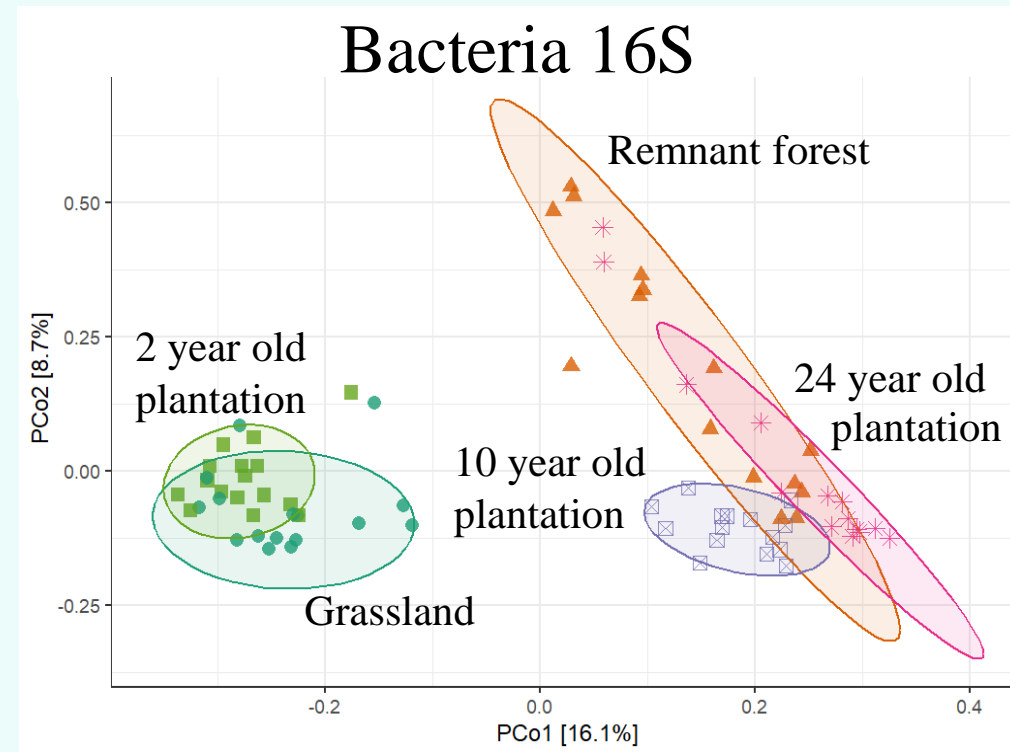 Bacteria 16S
Remnant forest
2 year old
plantation
24 year old
plantation
10 year old
plantation
Grassland
0.50
0.25
0.00
-0.25
PCo2 [8.7%]
-0.2
0.0
0.2
0.4
PCo1 [16.1%]